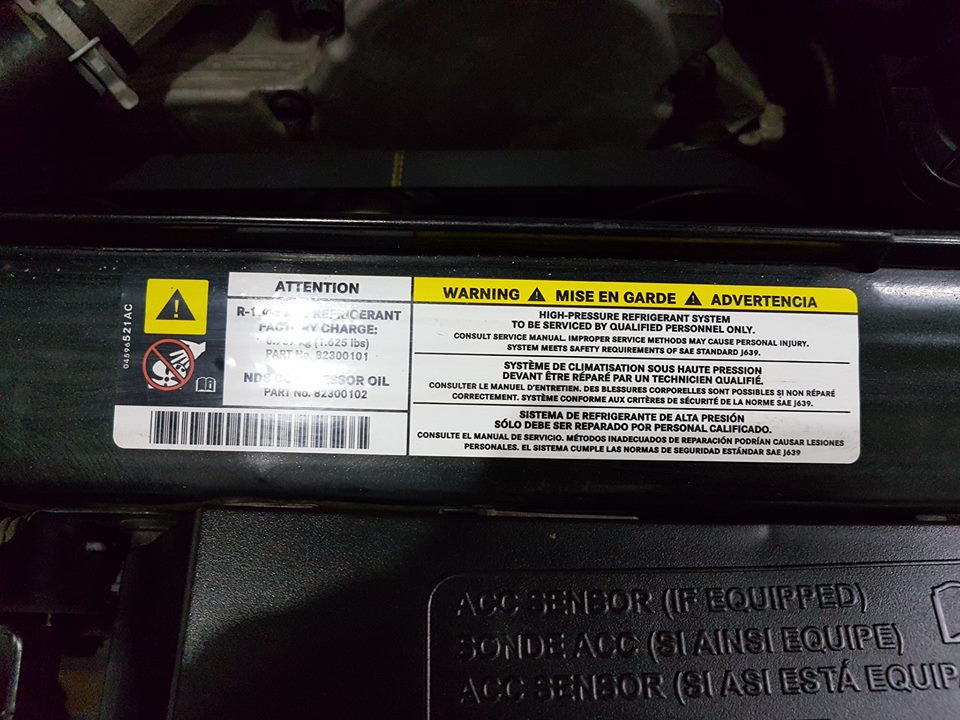 04596521AC
ATTENTION
REFRIGERANT
CHARGE:
(1.625 lbs)
PART No. 82300101
OIL
PART No. 82300102
WARNING MISE EN GARDE ADVERTENCIA
HIGH-PRESSURE REFRIGERANT SYSTEM
TO BE SERVICED BY QUALIFIED PERSONNEL ONLY.
CONSULT SERVICE MANUAL. IMPROPER SERVICE METHODS MAY CAUSE PERSONAL INJURY.
SYSTEM MEETS SAFETY REQUIREMENTS OF SAE STANDARD J639.
SYSTÈME DE CLIMATISATION SOUS HAUTE PRESSION
DEVANT ÊTRE RÉPARÉ PAR UN TECHNICIEN QUALIFIÉ.
CONSULTER LE MANUEL D'ENTRETIEN. DES BLESSURES CORPORELLES SONT POSSIBLES SI NON RÉPARÉ
CORRECTEMENT. SYSTÈME CONFORME AUX CRITÈRES DE SÉCURITÉ DE LA NORME SAE J639.
SISTEMA DE REFRIGERANTE DE ALTA PRESIÓN
SÓLO DEBE SER REPARADO POR PERSONAL CALIFICADO.
CONSULTE EL MANUAL DE SERVICIO. MÉTODOS INADECUADOS DE REPARACIÓN PODRÍAN CAUSAR LESIONES
PERSONALES. EL SISTEMA CUMPLE LAS NORMAS DE SEGURIDAD ESTÁNDAR SAE J639
ACC SENSOR (IF EQUIPPED)
SONDE ACC (SI AINSI EQUIPE)
ACC SENSOR (SI ASI ESTÁ EQUIP